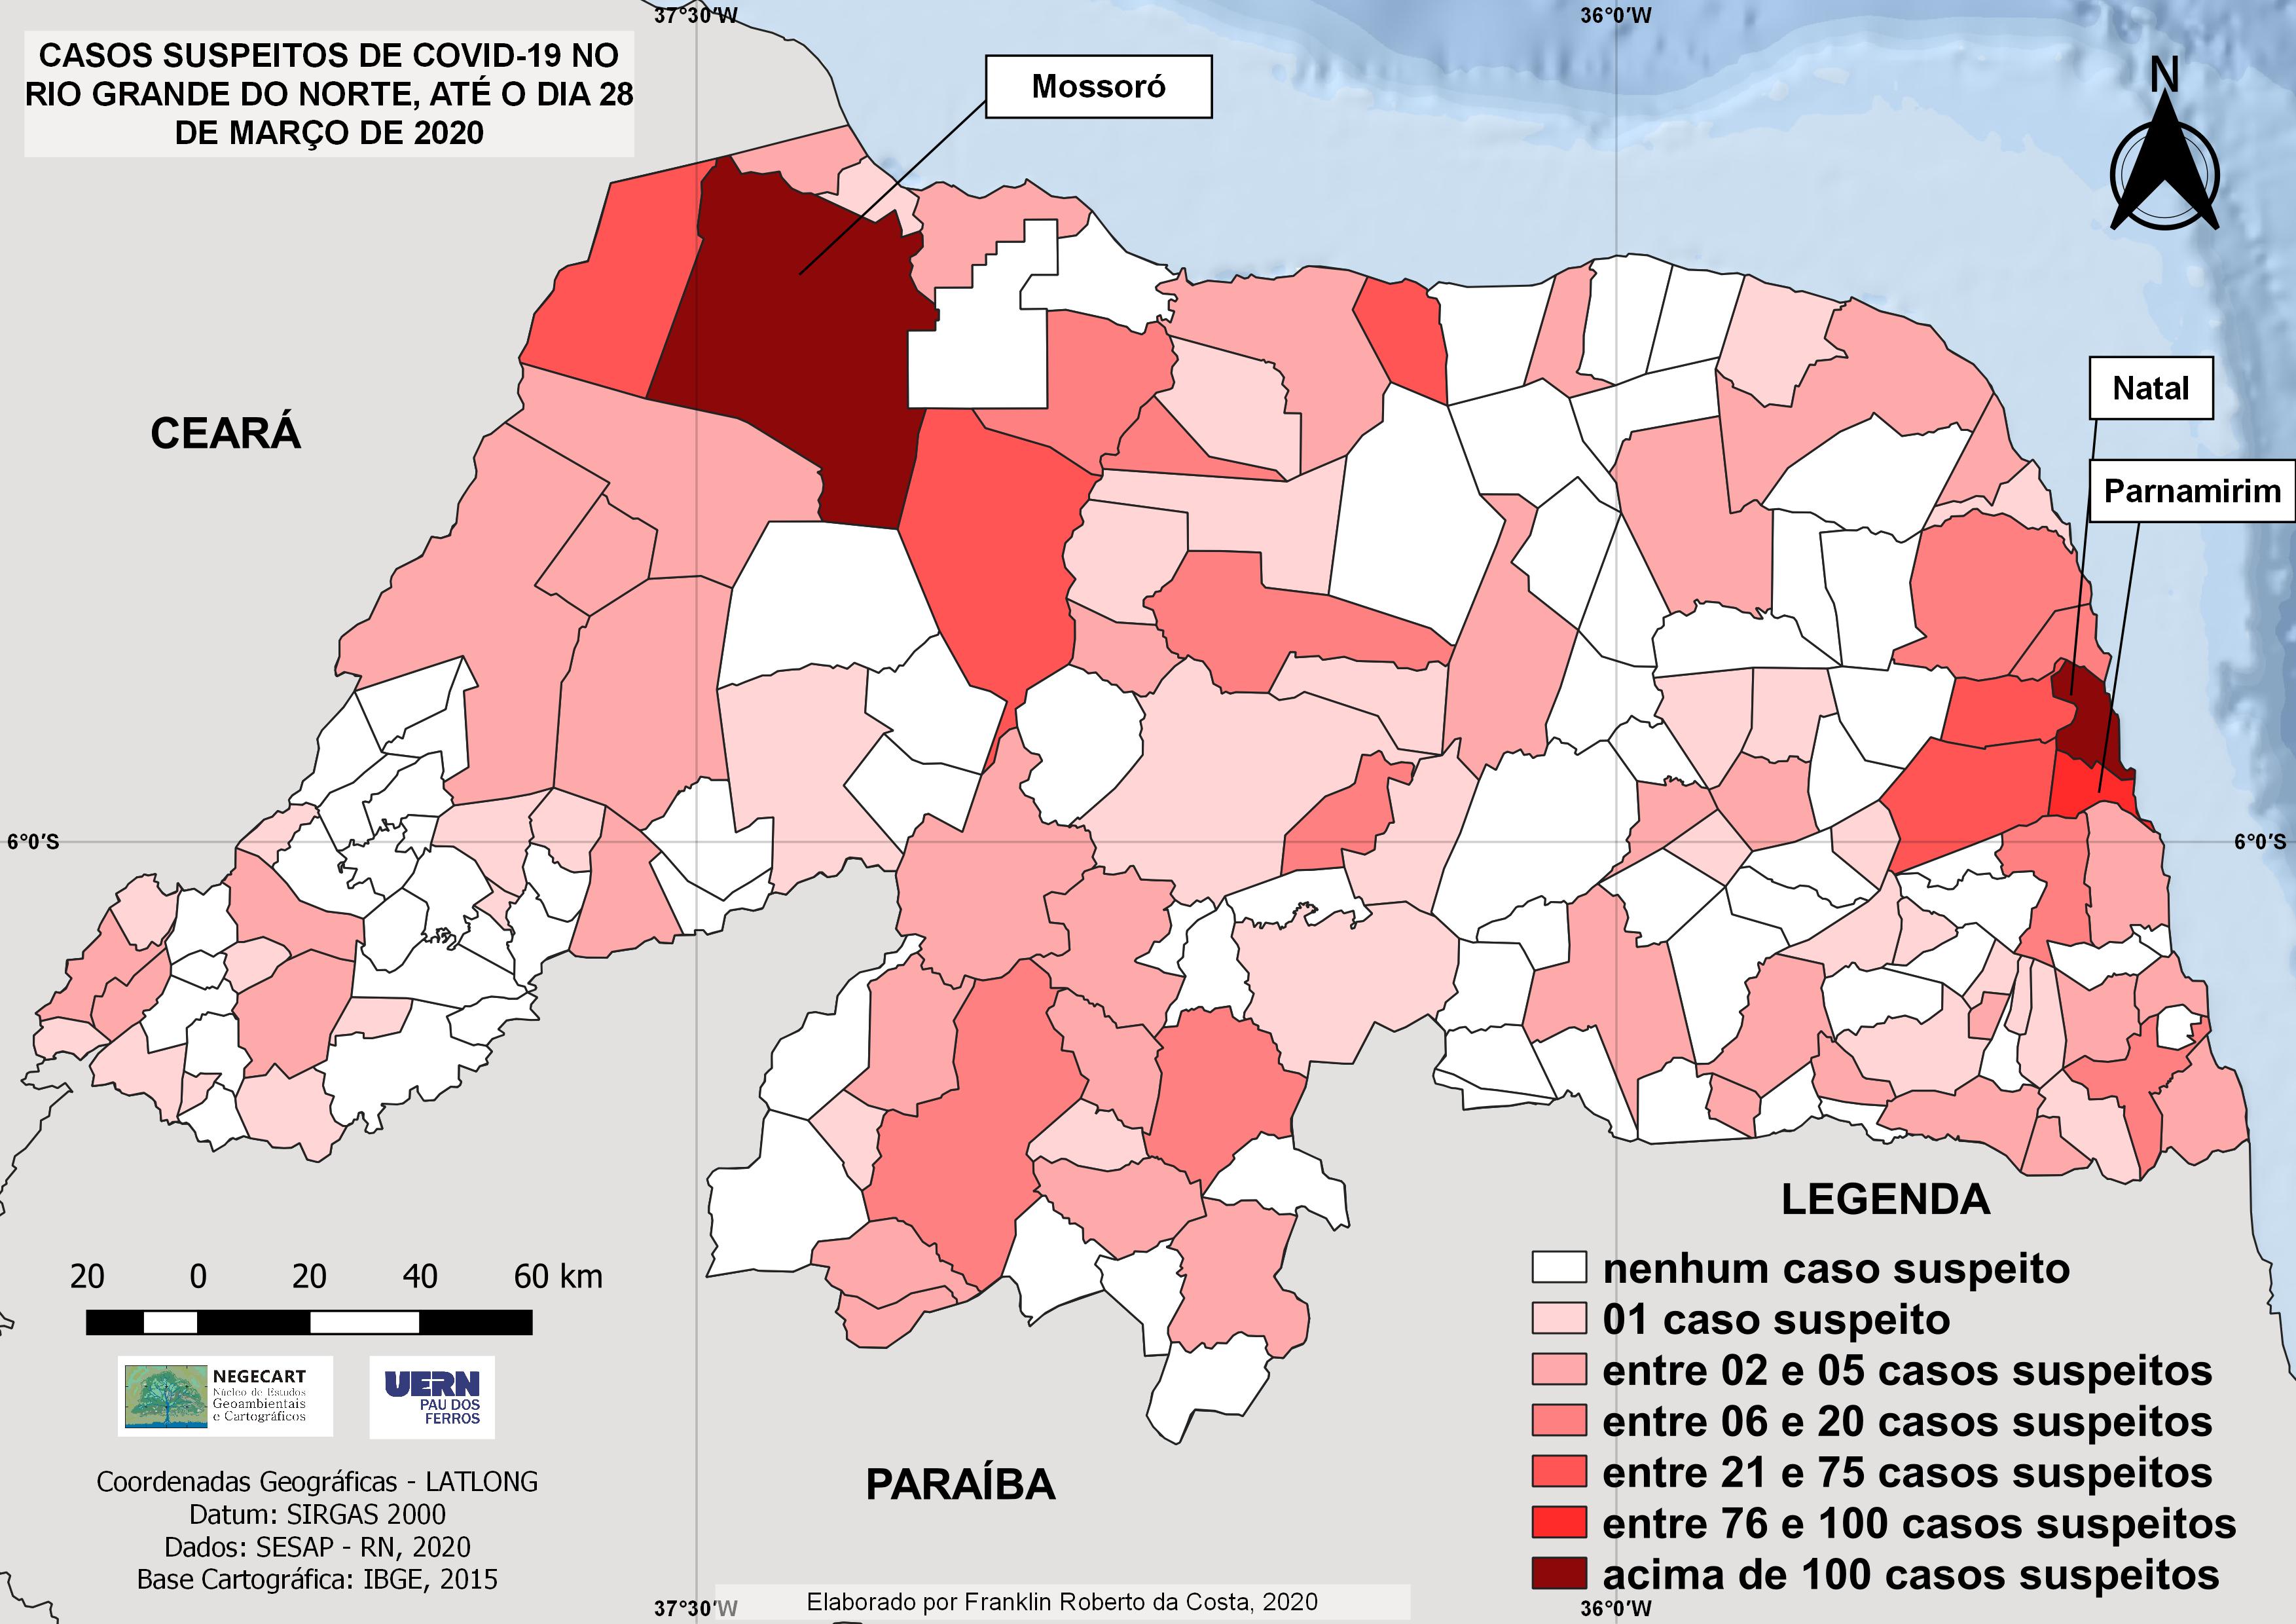 37°30′W
36°0′W
CASOS SUSPEITOS DE COVID-19 NO
RIO GRANDE DO NORTE, ATÉ O DIA 28
DE MARÇO DE 2020
Mossoró
N
Natal
CEARÁ
Parnamirim
6°0′S
6°0′S
LEGENDA
nenhum caso suspeito
01 caso suspeito
entre 02 e 05 casos suspeitos
entre 06 e 20 casos suspeitos
entre 21 e 75 casos suspeitos
entre 76 e 100 casos suspeitos
acima de 100 casos suspeitos
20 0 20 40 60 km
NEGECART
Núcleo de Estudos
Geoambientais
e Cartográficos
UERN
PAU DOS
FERROS
PARAÍBA
Coordenadas Geográficas - LATLONG
Datum: SIRGAS 2000
Dados: SESAP - RN, 2020
Base Cartográfica: IBGE, 2015
Elaborado por Franklin Roberto da Costa, 2020
37°30′W
36°0′W